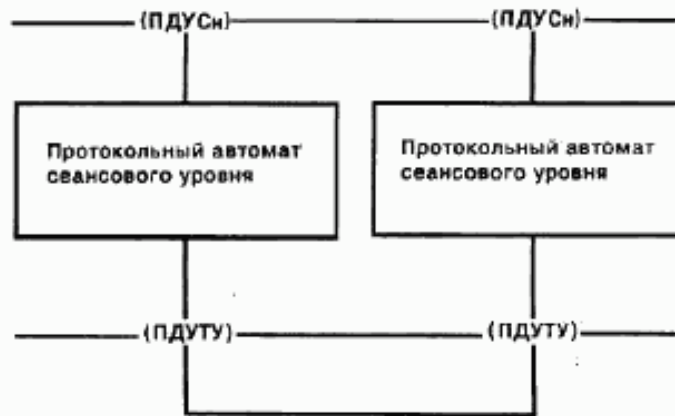 (ПДУСн)
(ПДУСн)
Протокольный автомат
сеансового уровня
Протокольный автомат
сеансового уровня
(ПДУТУ)
(ПДУТУ)